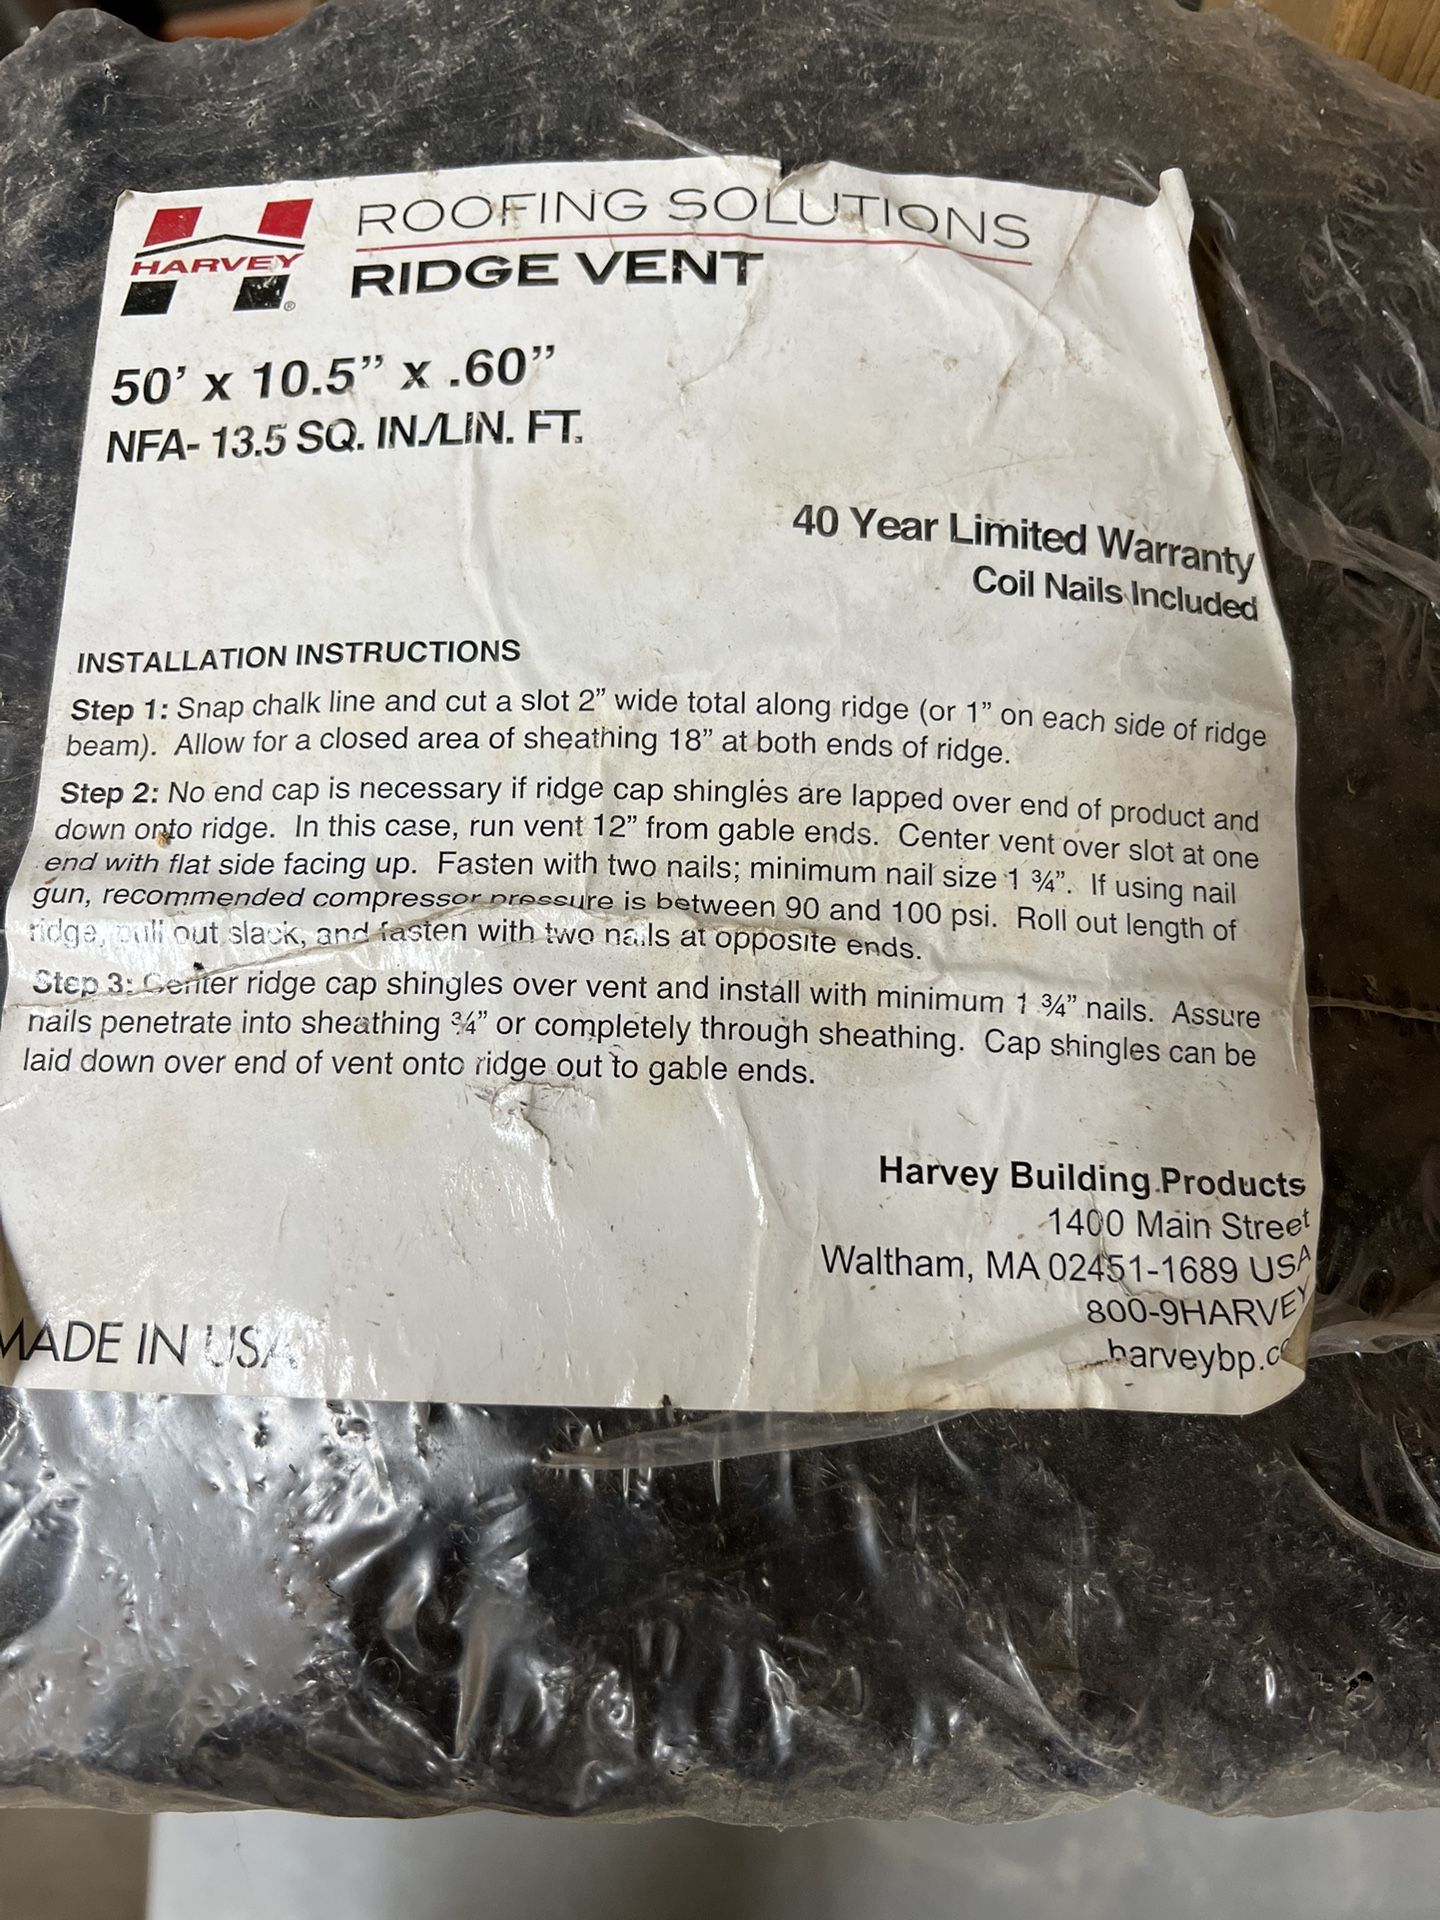 ROOFING SOLUTIONS
HARVEY®
RIDGE VENT
50' x 10.5" x .60"
NFA- 13.5 SQ. IN./LIN. FT.
40 Year Limited Warranty
Coil Nails Included
INSTALLATION INSTRUCTIONS
Step 1: Snap chalk line and cut a slot 2" wide total along ridge (or 1" on each side of ridge
beam). Allow for a closed area of sheathing 18" at both ends of ridge.
Step 2: No end cap is necessary if ridge cap shingles are lapped over end of product and
down onto ridge. In this case, run vent 12" from gable ends. Center vent over slot at one
end with flat side facing up. Fasten with two nails; minimum nail size 1 ¾". If using nail
gun, recommended compressor pressure is between 90 and 100 psi. Roll out length of
ridge, pull out slack, and fasten with two nails at opposite ends.
Step 3: Center ridge cap shingles over vent and install with minimum 1 ¾" nails. Assure
nails penetrate into sheathing ¾" or completely through sheathing. Cap shingles can be
laid down over end of vent onto ridge out to gable ends.
Harvey Building Products
1400 Main Street
Waltham, MA 02451-1689 USA
800-9HARVEY
harveybp.co
MADE IN USA